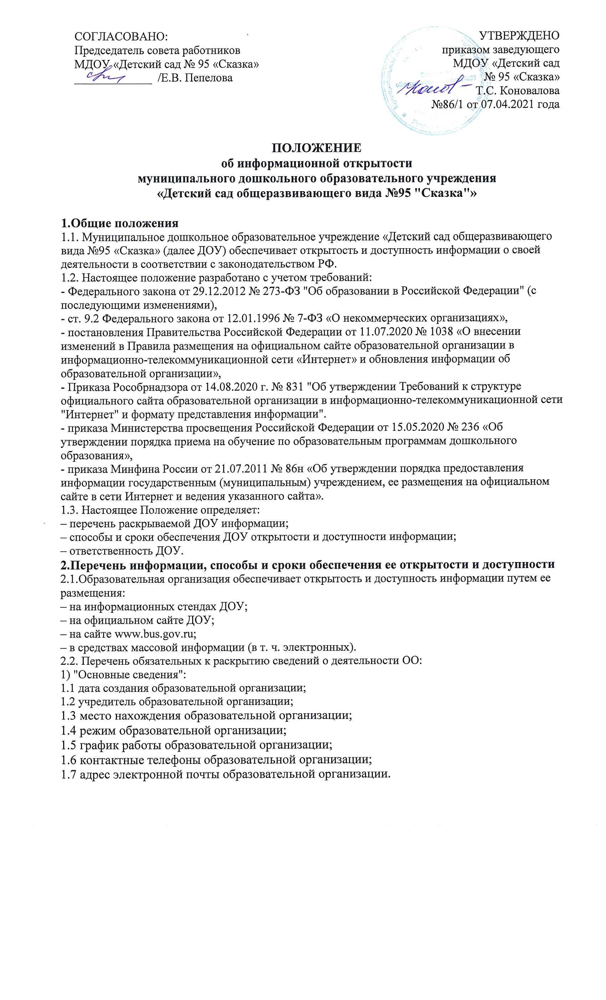 СОГЛАСОВАНО:
Председатель совета работников
МДОУ «Детский сад № 95 «Сказка»
______________ /Е.В. Пепелова
УТВЕРЖДЕНО
приказом заведующего
МДОУ «Детский сад
№ 95 «Сказка»
Т.С. Коновалова
№86/1 от 07.04.2021 года
ПОЛОЖЕНИЕ
об информационной открытости
муниципального дошкольного образовательного учреждения
«Детский сад общеразвивающего вида №95 "Сказка"»
1.Общие положения
1.1. Муниципальное дошкольное образовательное учреждение «Детский сад общеразвивающего
вида №95 «Сказка» (далее ДОУ) обеспечивает открытость и доступность информации о своей
деятельности в соответствии с законодательством РФ.
1.2. Настоящее положение разработано с учетом требований:
- Федерального закона от 29.12.2012 № 273-ФЗ "Об образовании в Российской Федерации" (с
последующими изменениями),
- ст. 9.2 Федерального закона от 12.01.1996 № 7-ФЗ «О некоммерческих организациях»,
- постановления Правительства Российской Федерации от 11.07.2020 № 1038 «О внесении
изменений в Правила размещения на официальном сайте образовательной организации в
информационно-телекоммуникационной сети «Интернет» и обновления информации об
образовательной организации»,
- Приказа Рособрнадзора от 14.08.2020 г. № 831 "Об утверждении Требований к структуре
официального сайта образовательной организации в информационно-телекоммуникационной сети
"Интернет" и формату представления информации".
- приказа Министерства просвещения Российской Федерации от 15.05.2020 № 236 «Об
утверждении порядка приема на обучение по образовательным программам дошкольного
образования»,
- приказа Минфина России от 21.07.2011 № 86н «Об утверждении порядка предоставления
информации государственным (муниципальным) учреждением, ее размещения на официальном
сайте в сети Интернет и ведения указанного сайта».
1.3. Настоящее Положение определяет:
– перечень раскрываемой ДОУ информации;
– способы и сроки обеспечения ДОУ открытости и доступности информации;
– ответственность ДОУ.
2.Перечень информации, способы и сроки обеспечения ее открытости и доступности
2.1.Образовательная организация обеспечивает открытость и доступность информации путем ее
размещения:
– на информационных стендах ДОУ;
– на официальном сайте ДОУ;
– на сайте www.bus.gov.ru;
– в средствах массовой информации (в т. ч. электронных).
2.2. Перечень обязательных к раскрытию сведений о деятельности ОО:
1) "Основные сведения":
1.1 дата создания образовательной организации;
1.2 учредитель образовательной организации;
1.3 место нахождения образовательной организации;
1.4 режим образовательной организации;
1.5 график работы образовательной организации;
1.6 контактные телефоны образовательной организации;
1.7 адрес электронной почты образовательной организации.